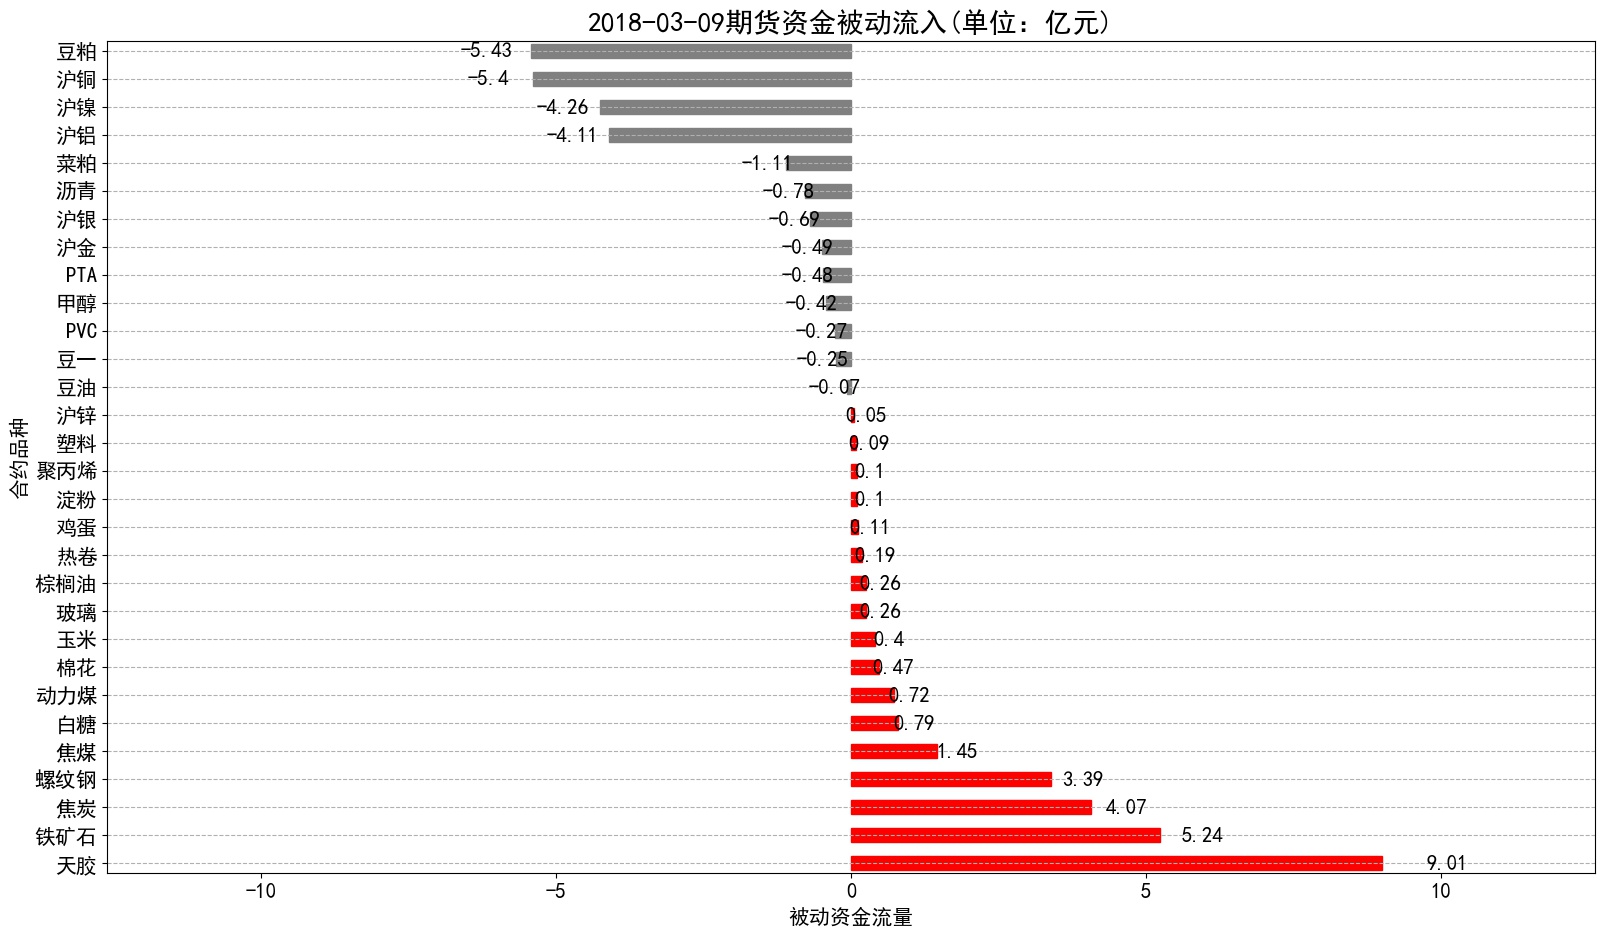 2018-03-09期货资金被动流入(单位：亿元)
豆粕 -5.43
沪铜 -5.4
沪镍 -4.26
沪铝 -4.11
菜粕 -1.11
沥青 -0.78
沪银 -0.69
沪金 -0.49
PTA -0.48
甲醇 -0.42
PVC -0.27
豆一 -0.25
豆油 -0.07
沪锌 0.05
塑料 0.09
聚丙烯 0.1
淀粉 0.1
鸡蛋 0.11
热卷 0.19
棕榈油 0.26
玻璃 0.26
玉米 0.4
棉花 0.47
动力煤 0.72
白糖 0.79
焦煤 1.45
螺纹钢 3.39
焦炭 4.07
铁矿石 5.24
天胶 9.01
合约品种
-10 -5 0 5 10
被动资金流量